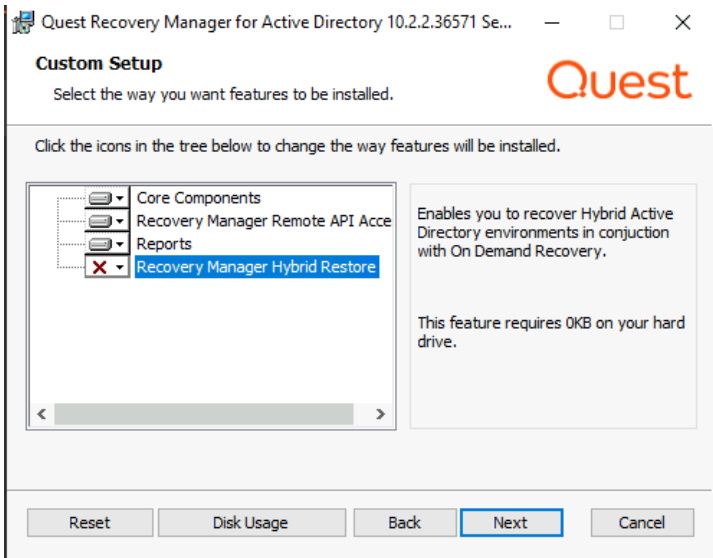 Quest Recovery Manager for Active Directory 10.2.2.36571 Se...
Custom Setup
Select the way you want features to be installed.
Quest
Click the icons in the tree below to change the way features will be installed.
Core Components
Recovery Manager Remote API Acce
Reports
Recovery Manager Hybrid Restore
Enables you to recover Hybrid Active
Directory environments in conjuction
with On Demand Recovery.
This feature requires 0KB on your hard
drive.
Reset
Disk Usage
Back
Next
Cancel